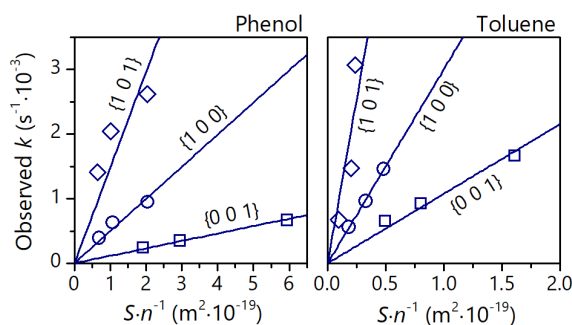 Phenol
Toluene
Observed k (s⁻¹·10⁻³)
3
2
1
0
{1 0 1}
{1 0 0}
{0 0 1}
{1 0 1}
{1 0 0}
{0 0 1}
0 1 2 3 4 5 6
0.0 0.5 1.0 1.5 2.0
S·n⁻¹ (m²·10⁻¹⁹)
S·n⁻¹ (m²·10⁻¹⁹)